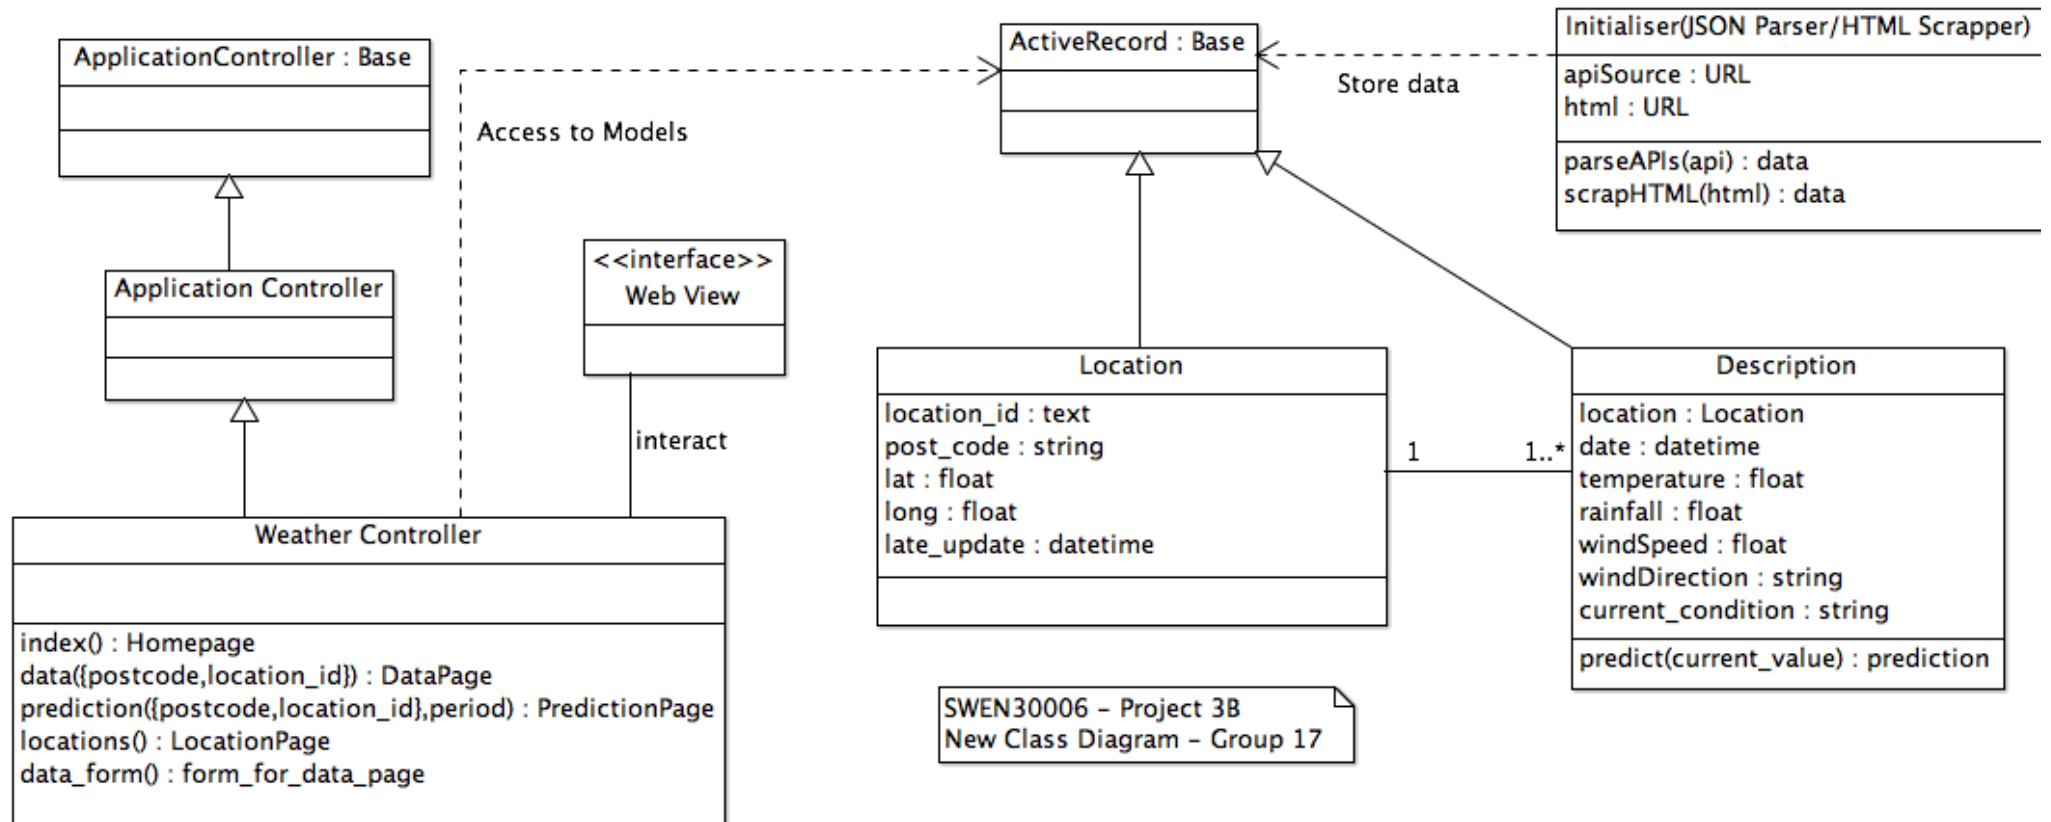 ApplicationController : Base
Application Controller
Access to Models
<<interface>>
Web View
interact
Weather Controller
index() : Homepage
data({postcode,location_id}) : DataPage
prediction({postcode,location_id},period) : PredictionPage
locations() : LocationPage
data_form() : form_for_data_page
ActiveRecord : Base
Store data
Initialiser(JSON Parser/HTML Scrapper)
apiSource : URL
html : URL
parseAPIs(api) : data
scrapHTML(html) : data
Location
location_id : text
post_code : string
lat : float
long : float
late_update : datetime
1
1..*
Description
location : Location
date : datetime
temperature : float
rainfall : float
windSpeed : float
windDirection : string
current_condition : string
predict(current_value) : prediction
SWEN30006 – Project 3B
New Class Diagram – Group 17